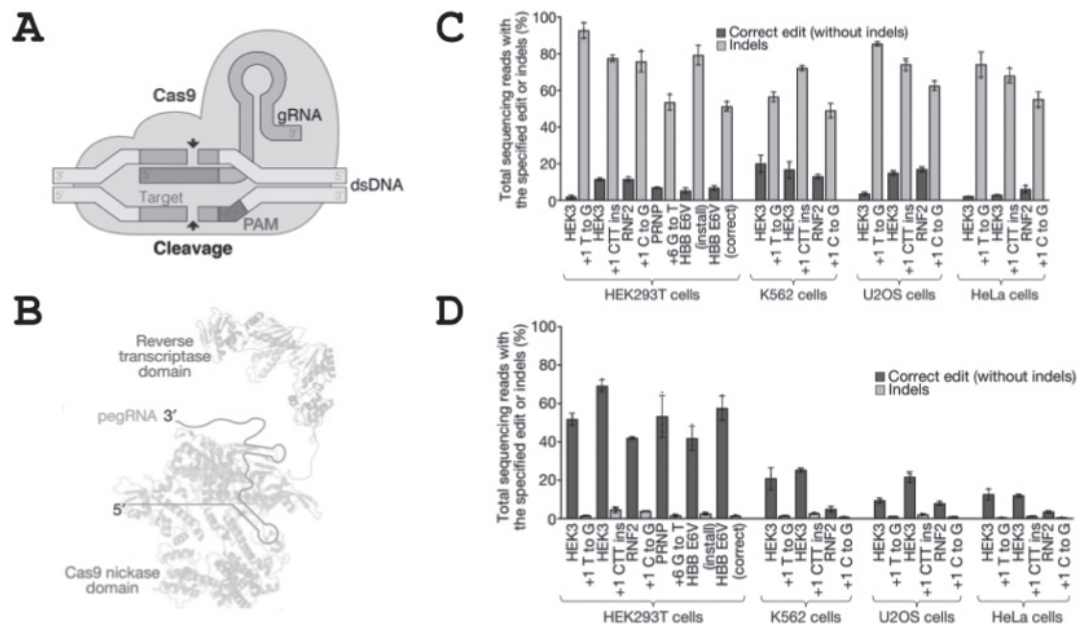 A
Cas9
gRNA
3'
3'
5'
5'
3'
5'
dsDNA
Target
PAM
Cleavage
B
Reverse
transcriptase
domain
pegRNA 3′
5′
Cas9 nickase
domain
C
Total sequencing reads with
the specified edit or indels (%)
100
80
60
40
20
0
Correct edit (without indels)
Indels
HEK3
+1 T to G
HEK3
+1 CTT ins
RNF2
+1 C to G
PRNP
+6 G to T
HBB E6V
(install)
HBB E6V
(correct)
HEK293T cells
HEK3
+1 T to G
HEK3
+1 CTT ins
RNF2
+1 C to G
K562 cells
HEK3
+1 T to G
HEK3
+1 CTT ins
RNF2
+1 C to G
U2OS cells
HEK3
+1 T to G
HEK3
+1 CTT ins
RNF2
+1 C to G
HeLa cells
D
Total sequencing reads with
the specified edit or indels (%)
100
80
60
40
20
0
Correct edit (without indels)
Indels
HEK3
+1 T to G
HEK3
+1 CTT ins
RNF2
+1 C to G
PRNP
+6 G to T
HBB E6V
(install)
HBB E6V
(correct)
HEK293T cells
HEK3
+1 T to G
HEK3
+1 CTT ins
RNF2
+1 C to G
K562 cells
HEK3
+1 T to G
HEK3
+1 CTT ins
RNF2
+1 C to G
U2OS cells
HEK3
+1 T to G
HEK3
+1 CTT ins
RNF2
+1 C to G
HeLa cells